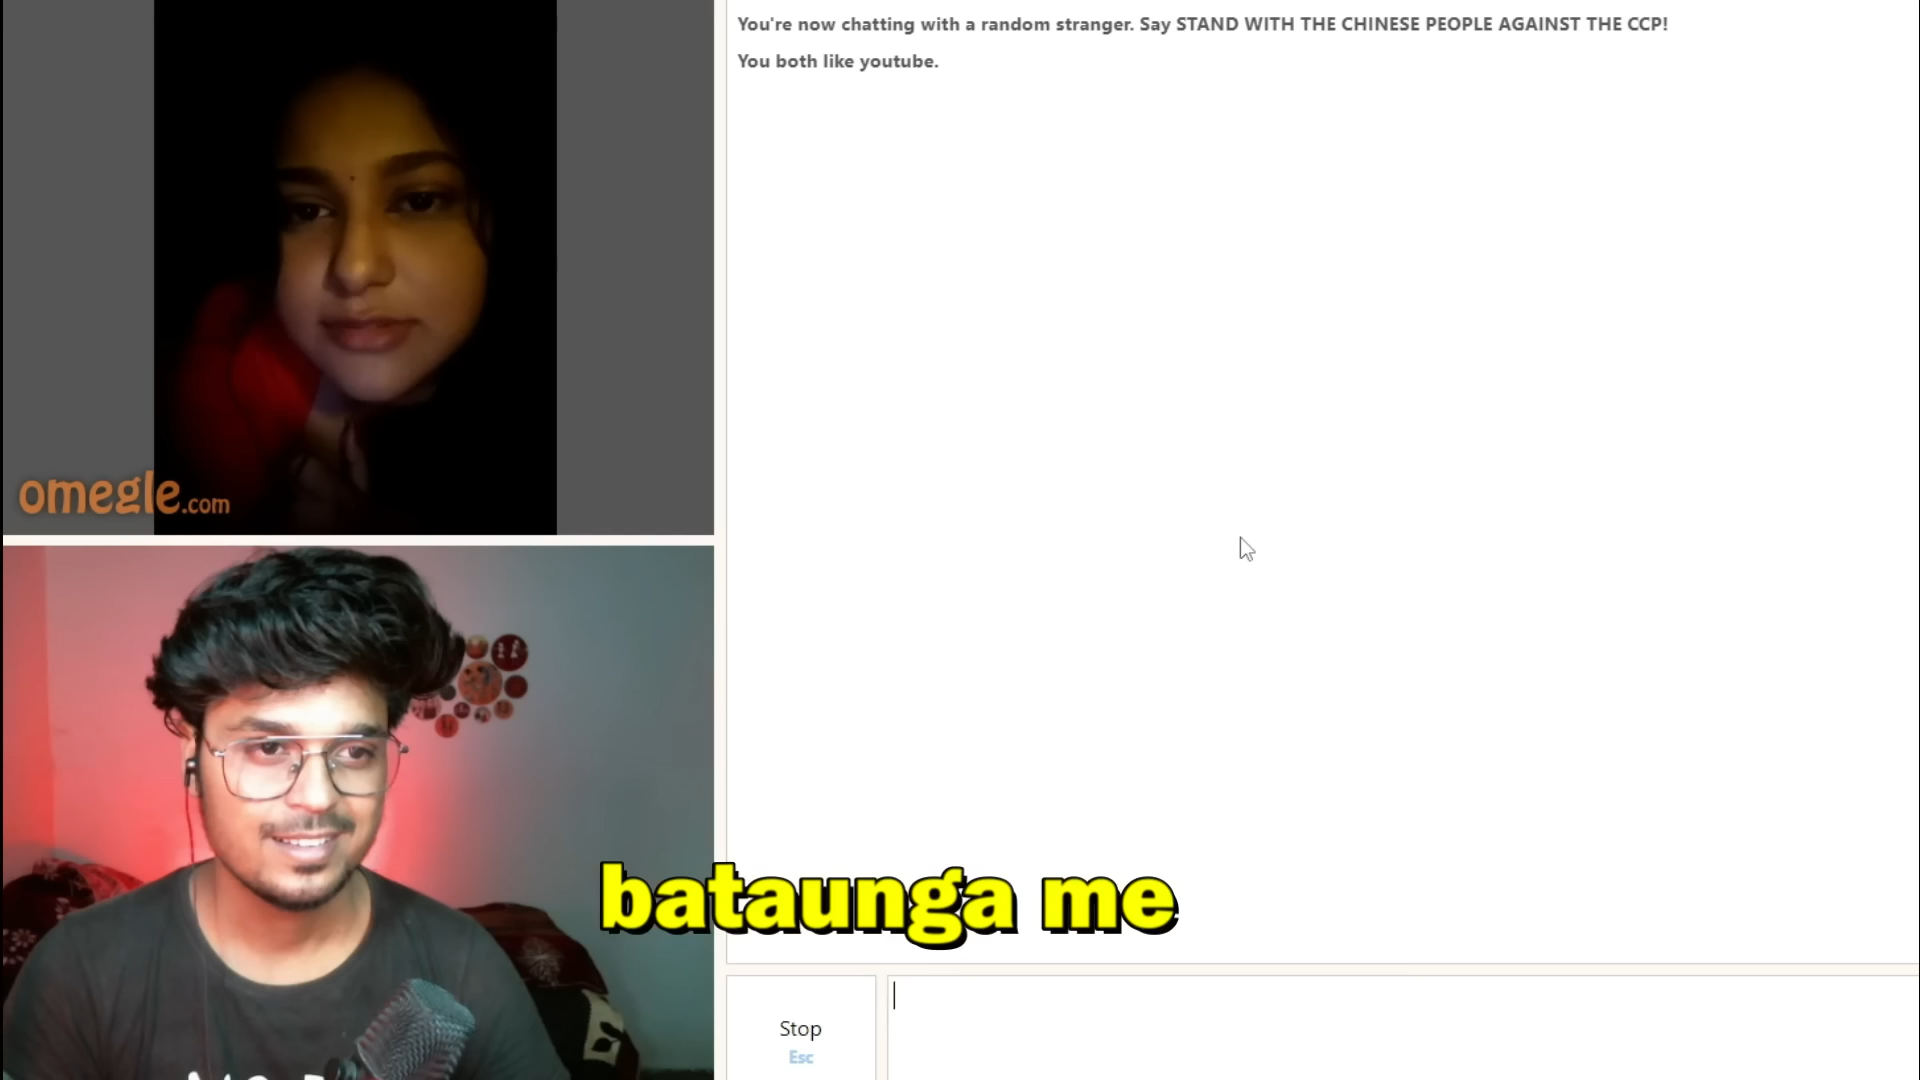 You're now chatting with a random stranger. Say STAND WITH THE CHINESE PEOPLE AGAINST THE CCP!
You both like youtube.
omegle.com
bataunga me
Stop
Esc